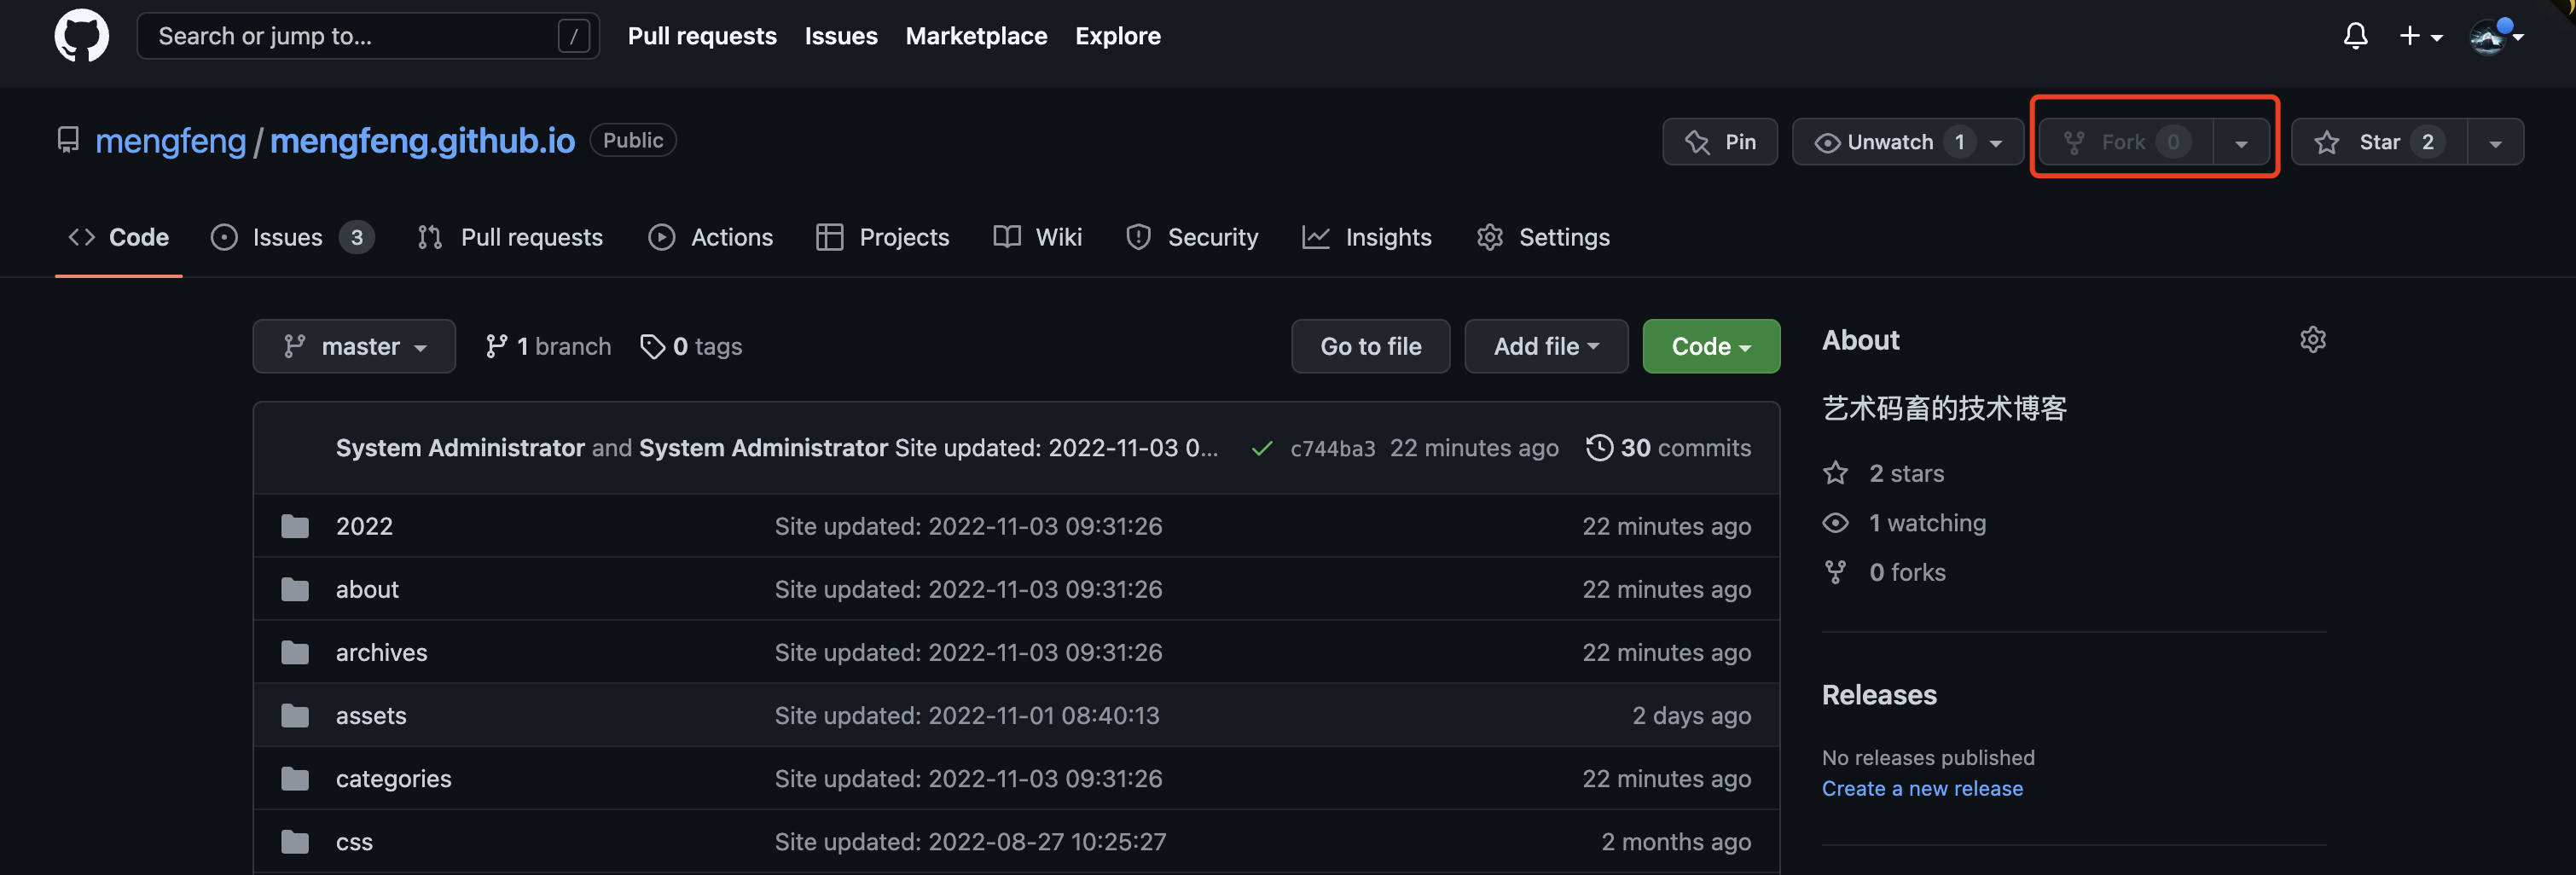 Search or jump to... / Pull requests Issues Marketplace Explore
mengfeng / mengfeng.github.io Public Pin Unwatch 1 Fork 0 Star 2
Code Issues 3 Pull requests Actions Projects Wiki Security Insights Settings
master 1 branch 0 tags Go to file Add file Code
About
艺术码畜的技术博客
2 stars
1 watching
0 forks
System Administrator and System Administrator Site updated: 2022-11-03 0... c744ba3 22 minutes ago 30 commits
2022 Site updated: 2022-11-03 09:31:26 22 minutes ago
about Site updated: 2022-11-03 09:31:26 22 minutes ago
archives Site updated: 2022-11-03 09:31:26 22 minutes ago
assets Site updated: 2022-11-01 08:40:13 2 days ago
categories Site updated: 2022-11-03 09:31:26 22 minutes ago
css Site updated: 2022-08-27 10:25:27 2 months ago
Releases
No releases published
Create a new release